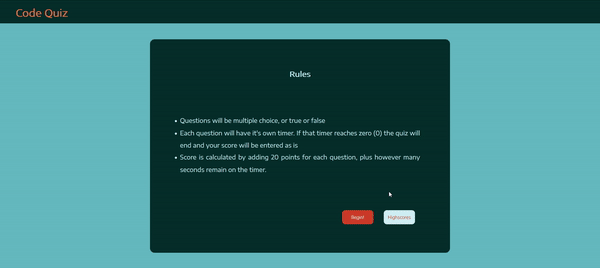 Code Quiz
Rules
• Questions will be multiple choice, or true or false
• Each question will have it's own timer. If that timer reaches zero (0) the quiz will
end and your score will be entered as is
• Score is calculated by adding 20 points for each question, plus however many
seconds remain on the timer.
Begin! Highscores